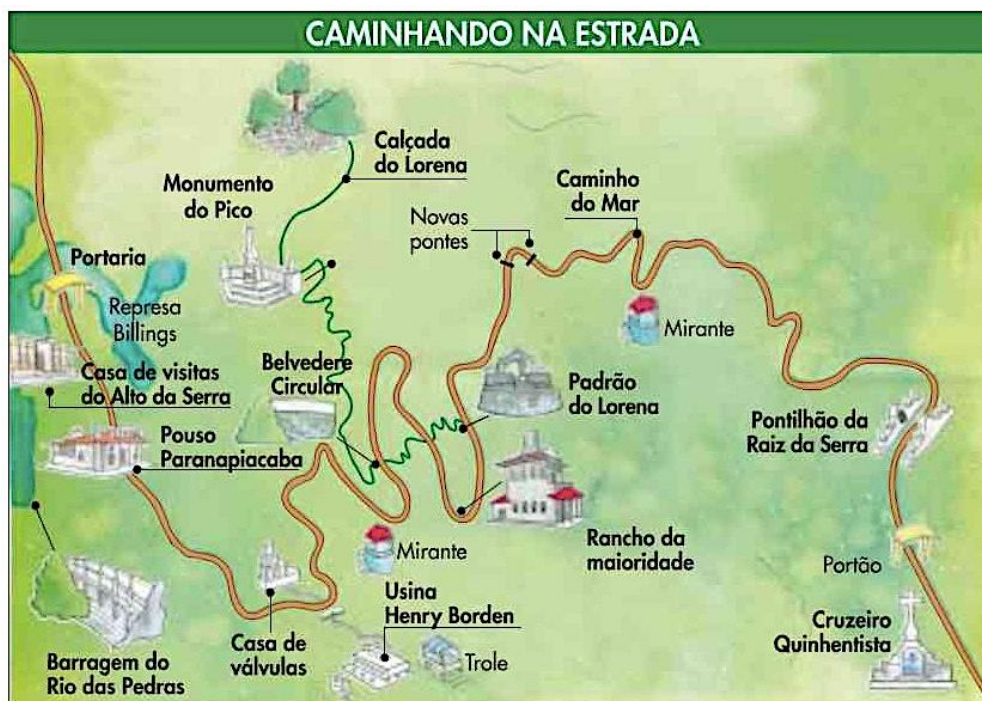 CAMINHANDO NA ESTRADA
Calçada
do Lorena
Monumento
do Pico
Caminho
do Mar
Novas
pontes
Portaria
Represa
Billings
Mirante
Casa de visitas
do Alto da Serra
Belvedere
Circular
Padrão
do Lorena
Pontilhão da
Raiz da Serra
Pouso
Paranapiacaba
Mirante
Rancho da
maioridade
Portão
Usina
Henry Borden
Casa de
válvulas
Trole
Cruzeiro
Quinhentista
Barragem do
Rio das Pedras